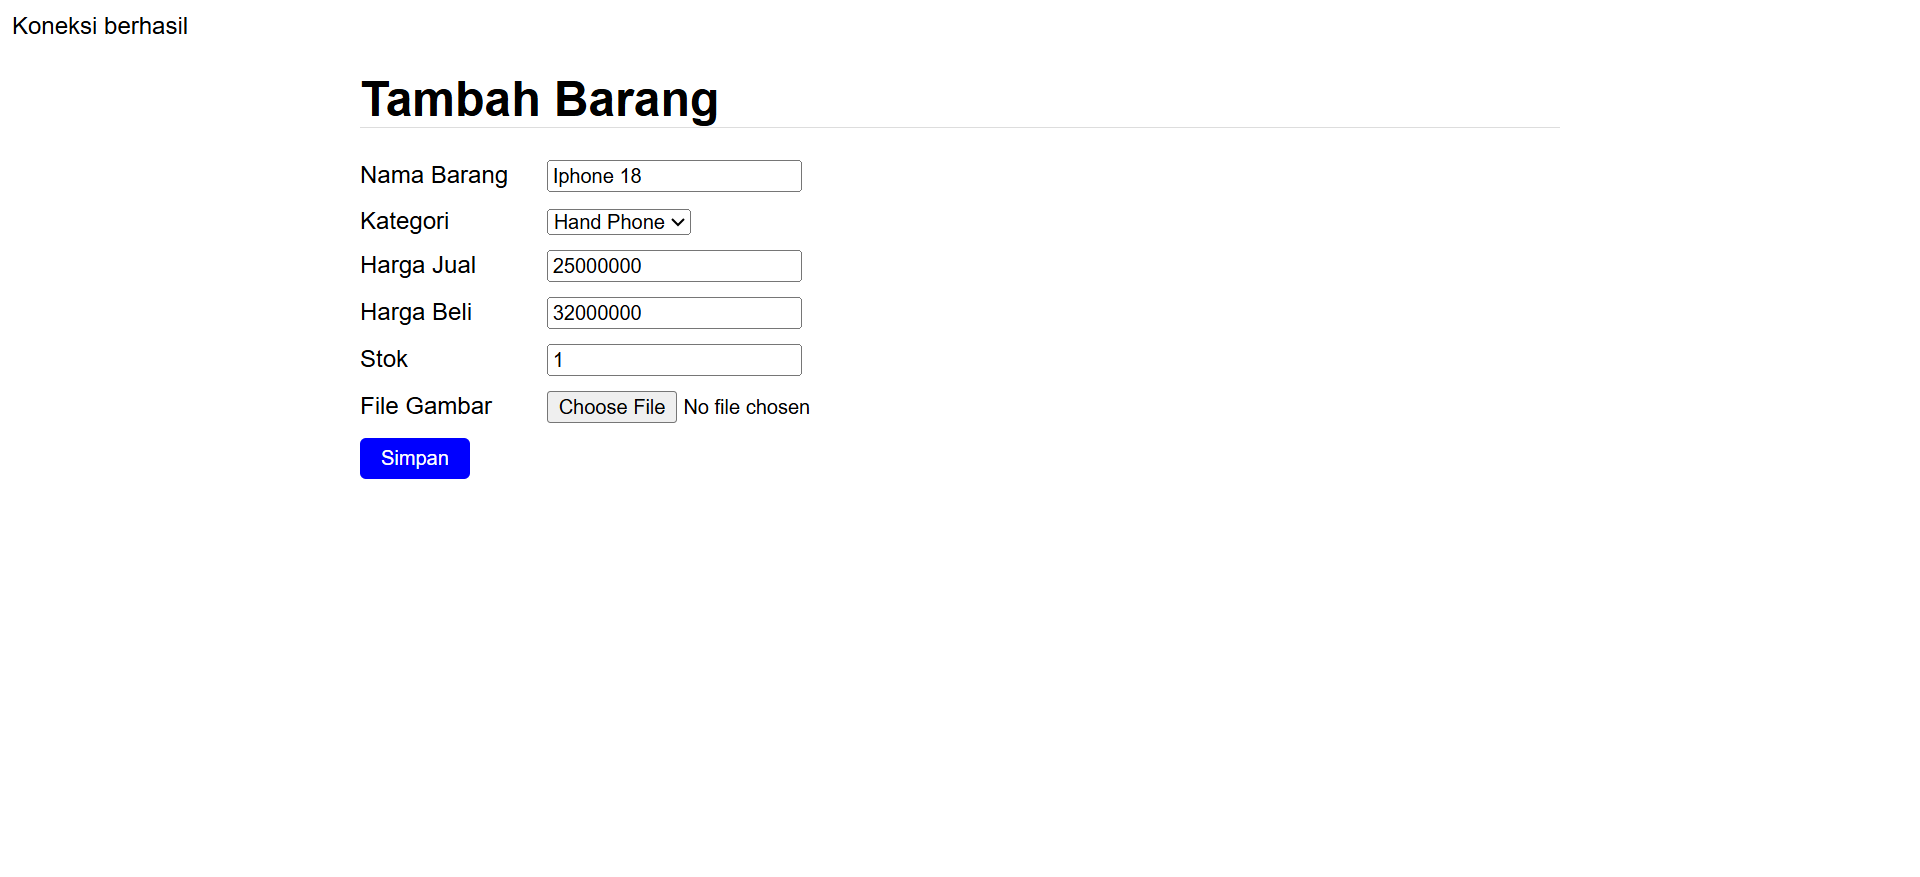 Koneksi berhasil
Tambah Barang
Nama Barang Iphone 18
Kategori Hand Phone
Harga Jual 25000000
Harga Beli 32000000
Stok 1
File Gambar Choose File No file chosen
Simpan